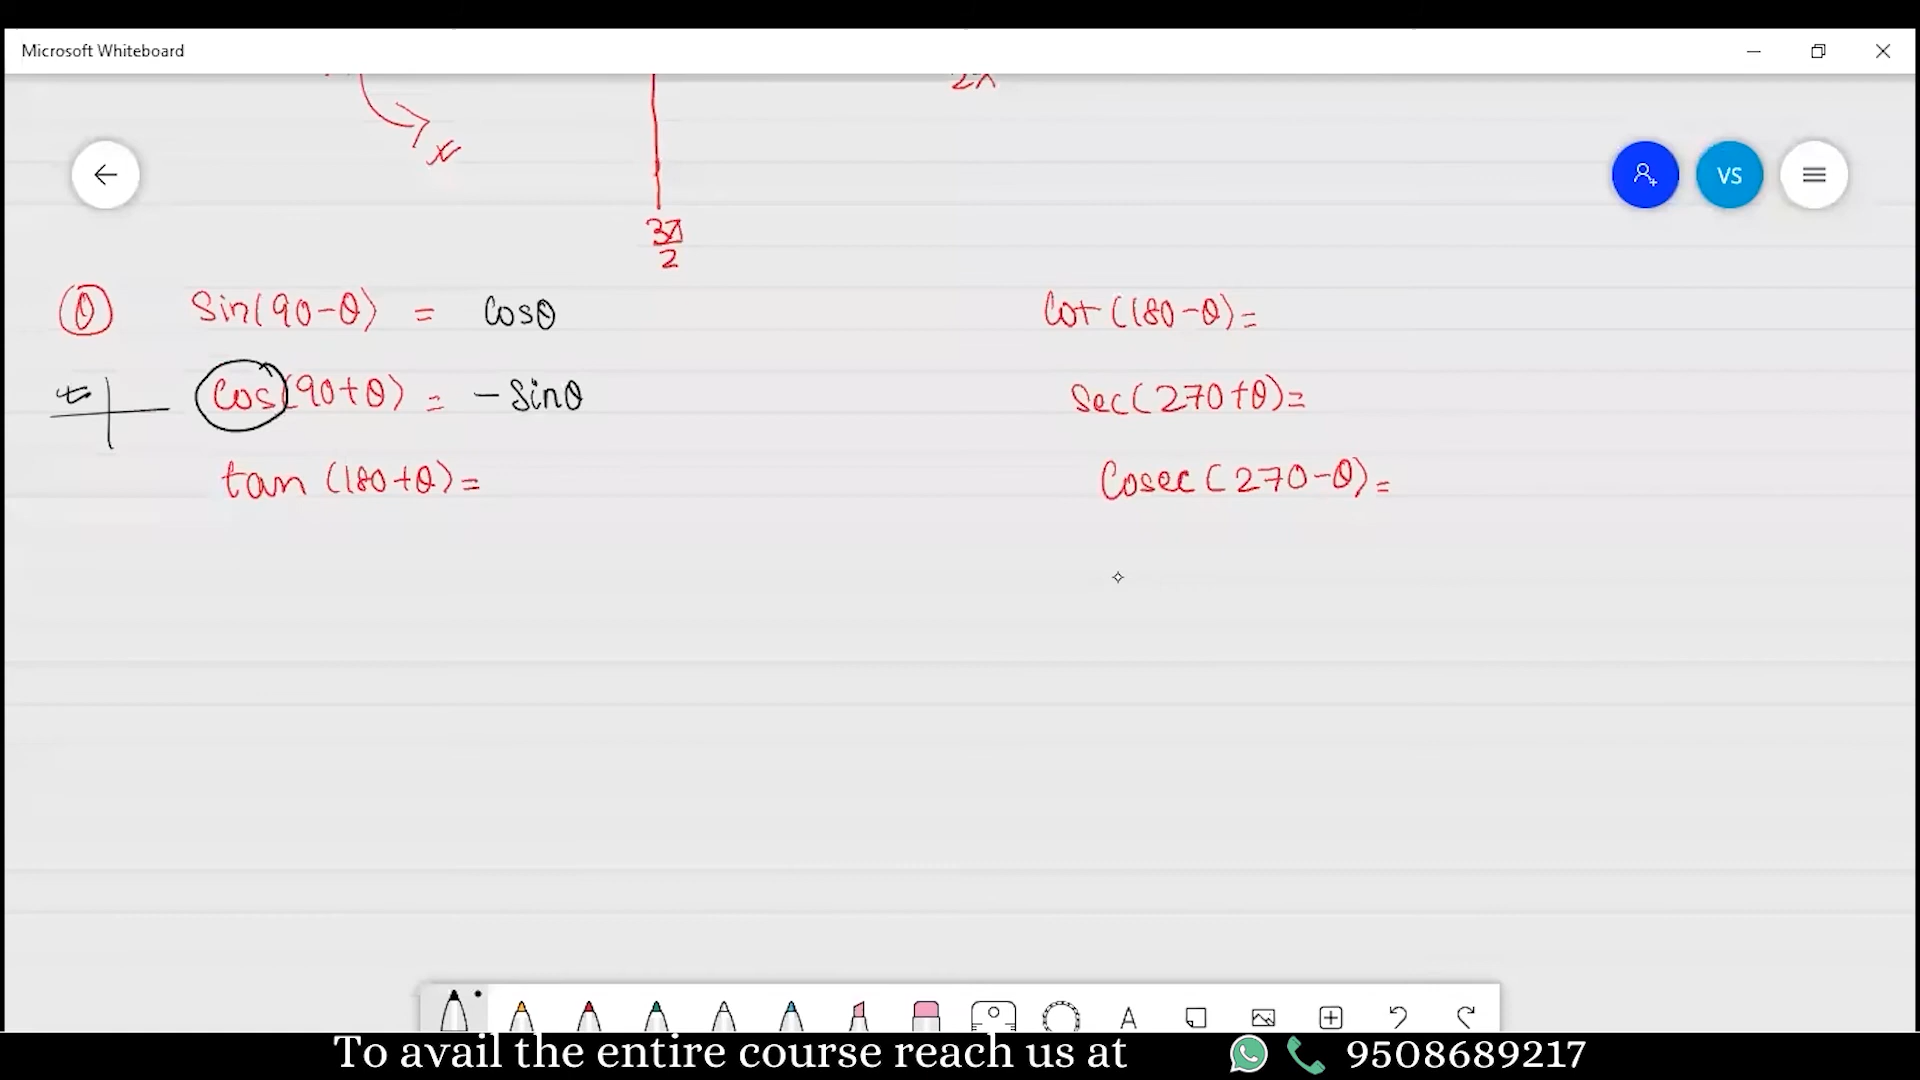 Microsoft Whiteboard
2π
VS
3π
2
θ Sin(90-θ) = Cosθ
Cot(180-θ)=
Cos(90+θ) = -Sinθ
Sec(270+θ)=
tan(180+θ)=
Cosec(270-θ)=
A
To avail the entire course reach us at 9508689217